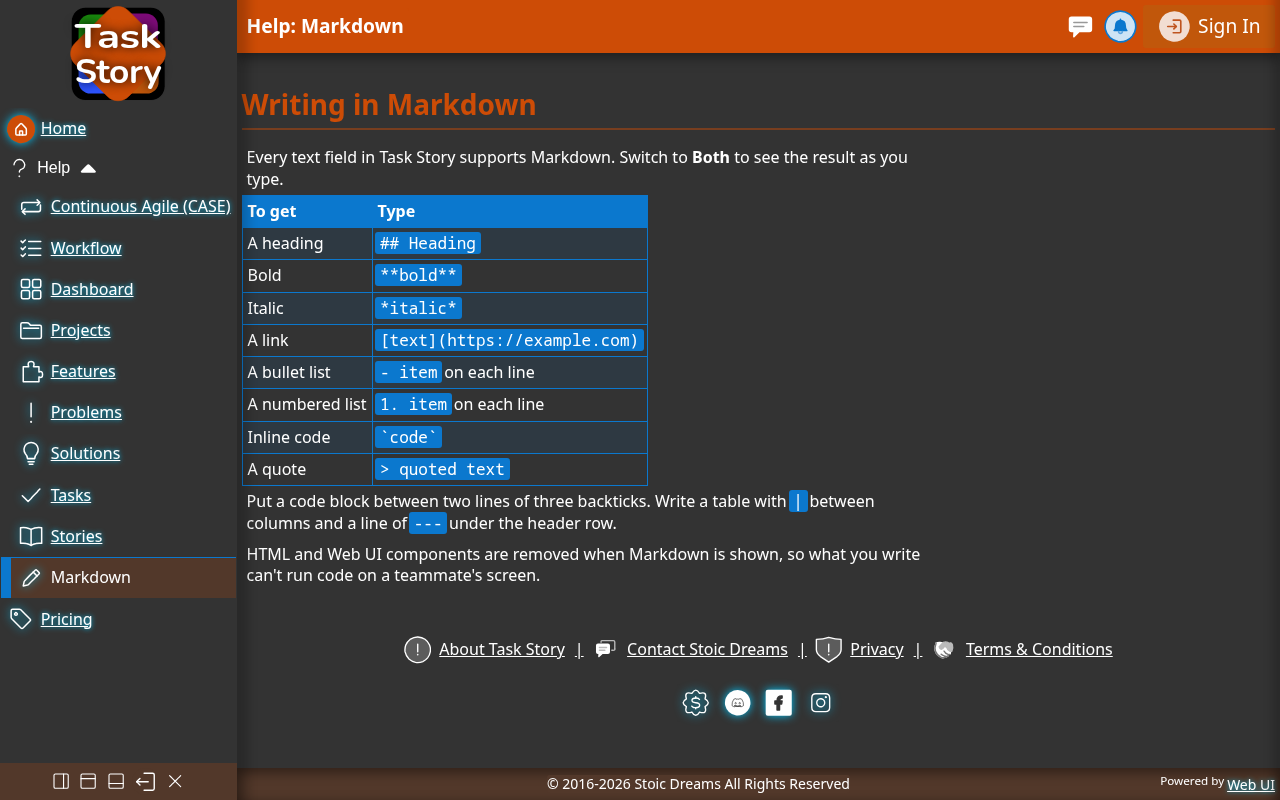 Task
Story
Help: Markdown
Sign In
Home
Help
Continuous Agile (CASE)
Workflow
Dashboard
Projects
Features
Problems
Solutions
Tasks
Stories
Markdown
Pricing
Writing in Markdown
Every text field in Task Story supports Markdown. Switch to Both to see the result as you
type.
To get Type
A heading ## Heading
Bold **bold**
Italic *italic*
A link [text](https://example.com)
A bullet list - item on each line
A numbered list 1. item on each line
Inline code `code`
A quote > quoted text
Put a code block between two lines of three backticks. Write a table with | between
columns and a line of --- under the header row.
HTML and Web UI components are removed when Markdown is shown, so what you write
can't run code on a teammate's screen.
About Task Story | Contact Stoic Dreams | Privacy | Terms & Conditions
© 2016-2026 Stoic Dreams All Rights Reserved
Powered by Web UI